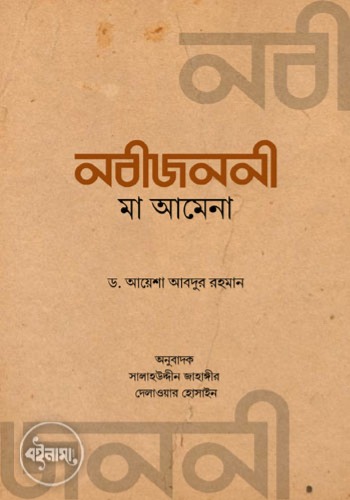 নবী
নবীজননী
মা আমেনা
ড. আয়েশা আবদুর রহমান
অনুবাদক
সালাহউদ্দীন জাহাঙ্গীর
দেলাওয়ার হোসাইন
বইনামা
জননী